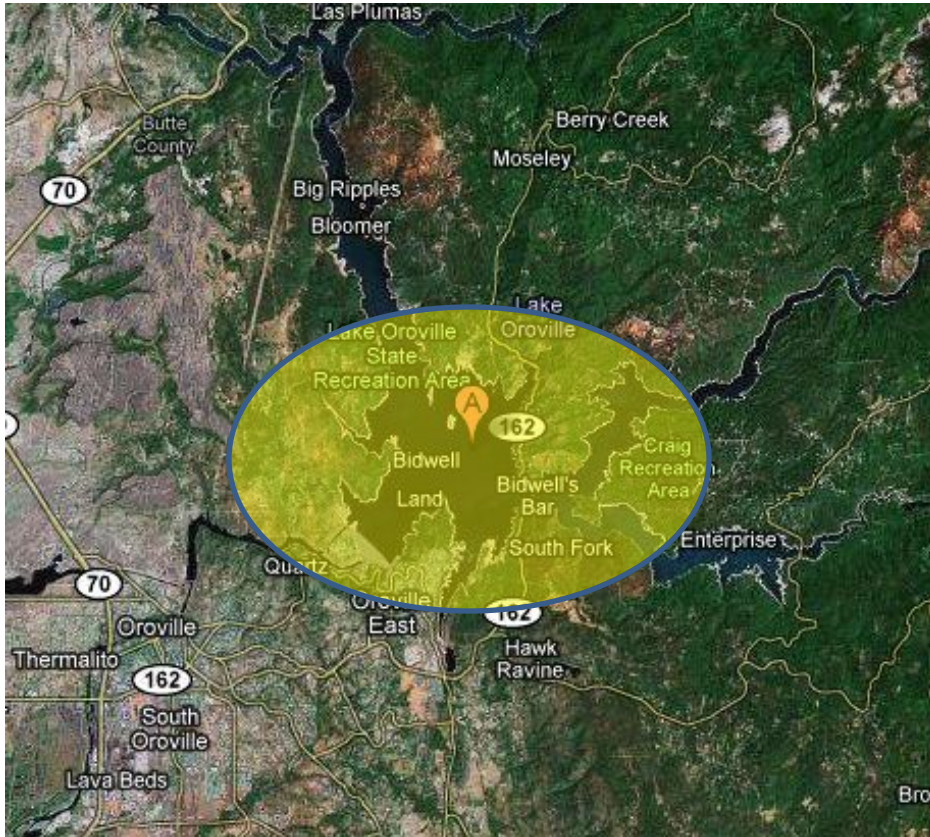 Las Plumas
Butte
County
Berry Creek
Moseley
70
Big Ripples
Bloomer
Lake
Oroville
Lake Oroville
State
Recreation Area
A
162
Bidwell
Craig
Recreation
Area
Land
Bidwell's
Bar
South Fork
Enterprise
Quartz
70
Oroville
East
162
Oroville
Hawk
Ravine
Thermalito
162
South
Oroville
Lava Beds
Bro